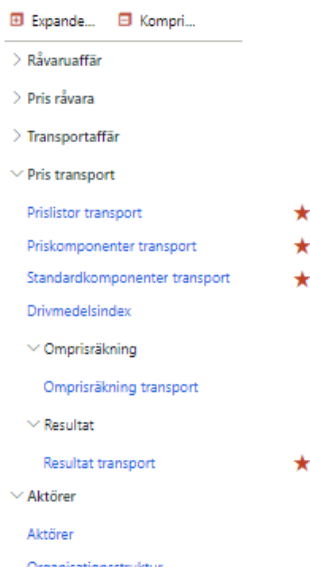 Expande... Kompri...
Råvaruaffär
Pris råvara
Transportaffär
Pris transport
Prislistor transport
Priskomponenter transport
Standardkomponenter transport
Drivmedelsindex
Omprisräkning
Omprisräkning transport
Resultat
Resultat transport
Aktörer
Aktörer
Organisationsstruktur